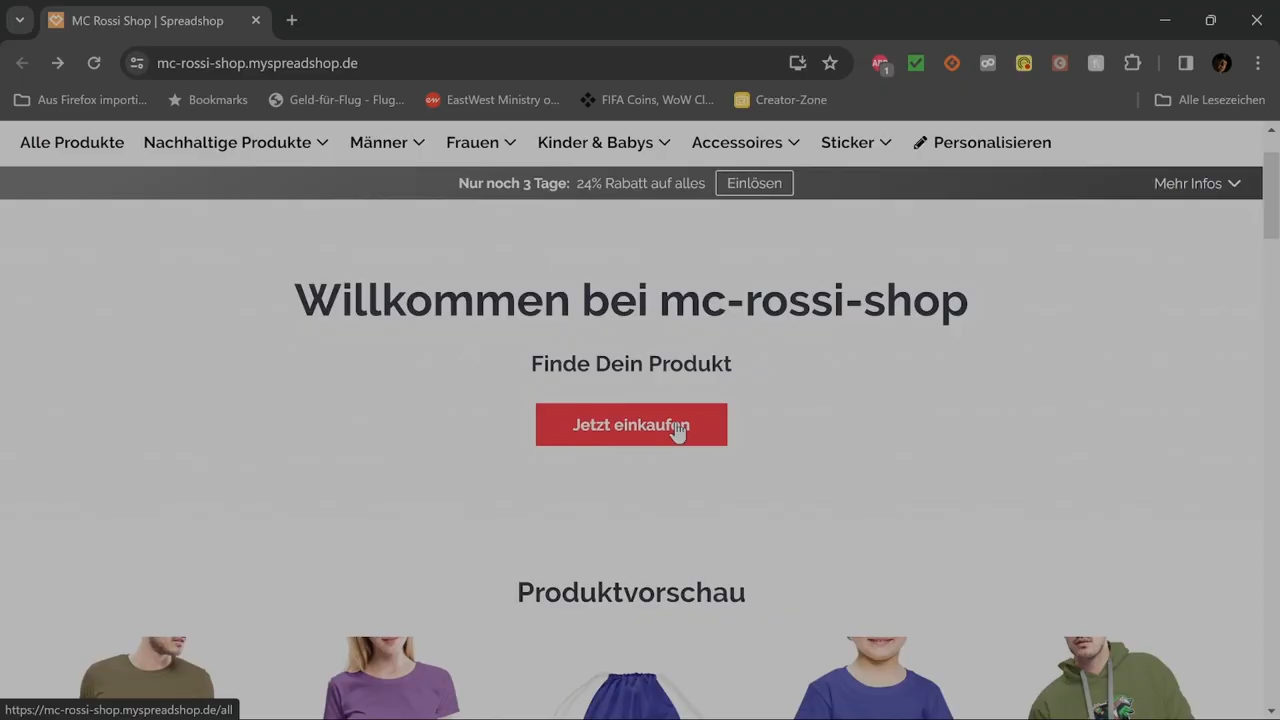 MC Rossi Shop | Spreadshop
mc-rossi-shop.myspreadshop.de
1
Aus Firefox importi... Bookmarks Geld-für-Flug - Flug... EastWest Ministry o... FIFA Coins, WoW Cl... Creator-Zone Alle Lesezeichen
Alle Produkte Nachhaltige Produkte Männer Frauen Kinder & Babys Accessoires Sticker Personalisieren
Nur noch 3 Tage: 24% Rabatt auf alles Einlösen Mehr Infos
Willkommen bei mc-rossi-shop
Finde Dein Produkt
Jetzt einkaufen
Produktvorschau
https://mc-rossi-shop.myspreadshop.de/all